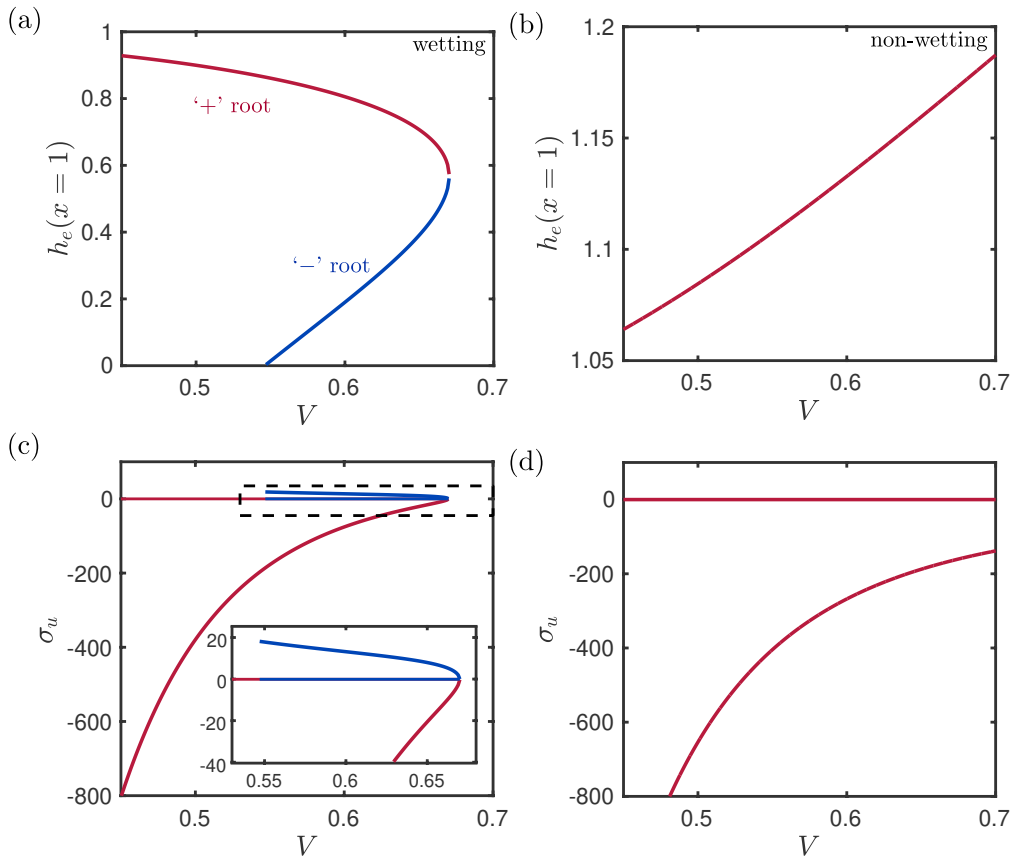 (a)
wetting
‘+’ root
‘−’ root
1
0.8
0.6
0.4
0.2
0
0.5
0.6
0.7
h_e(x = 1)
V
(b)
non-wetting
1.2
1.15
1.1
1.05
0.5
0.6
0.7
h_e(x = 1)
V
(c)
0
-200
-400
-600
-800
0.5
0.6
0.7
σ_u
V
20
0
-20
-40
0.55
0.6
0.65
(d)
0
-200
-400
-600
-800
0.5
0.6
0.7
σ_u
V